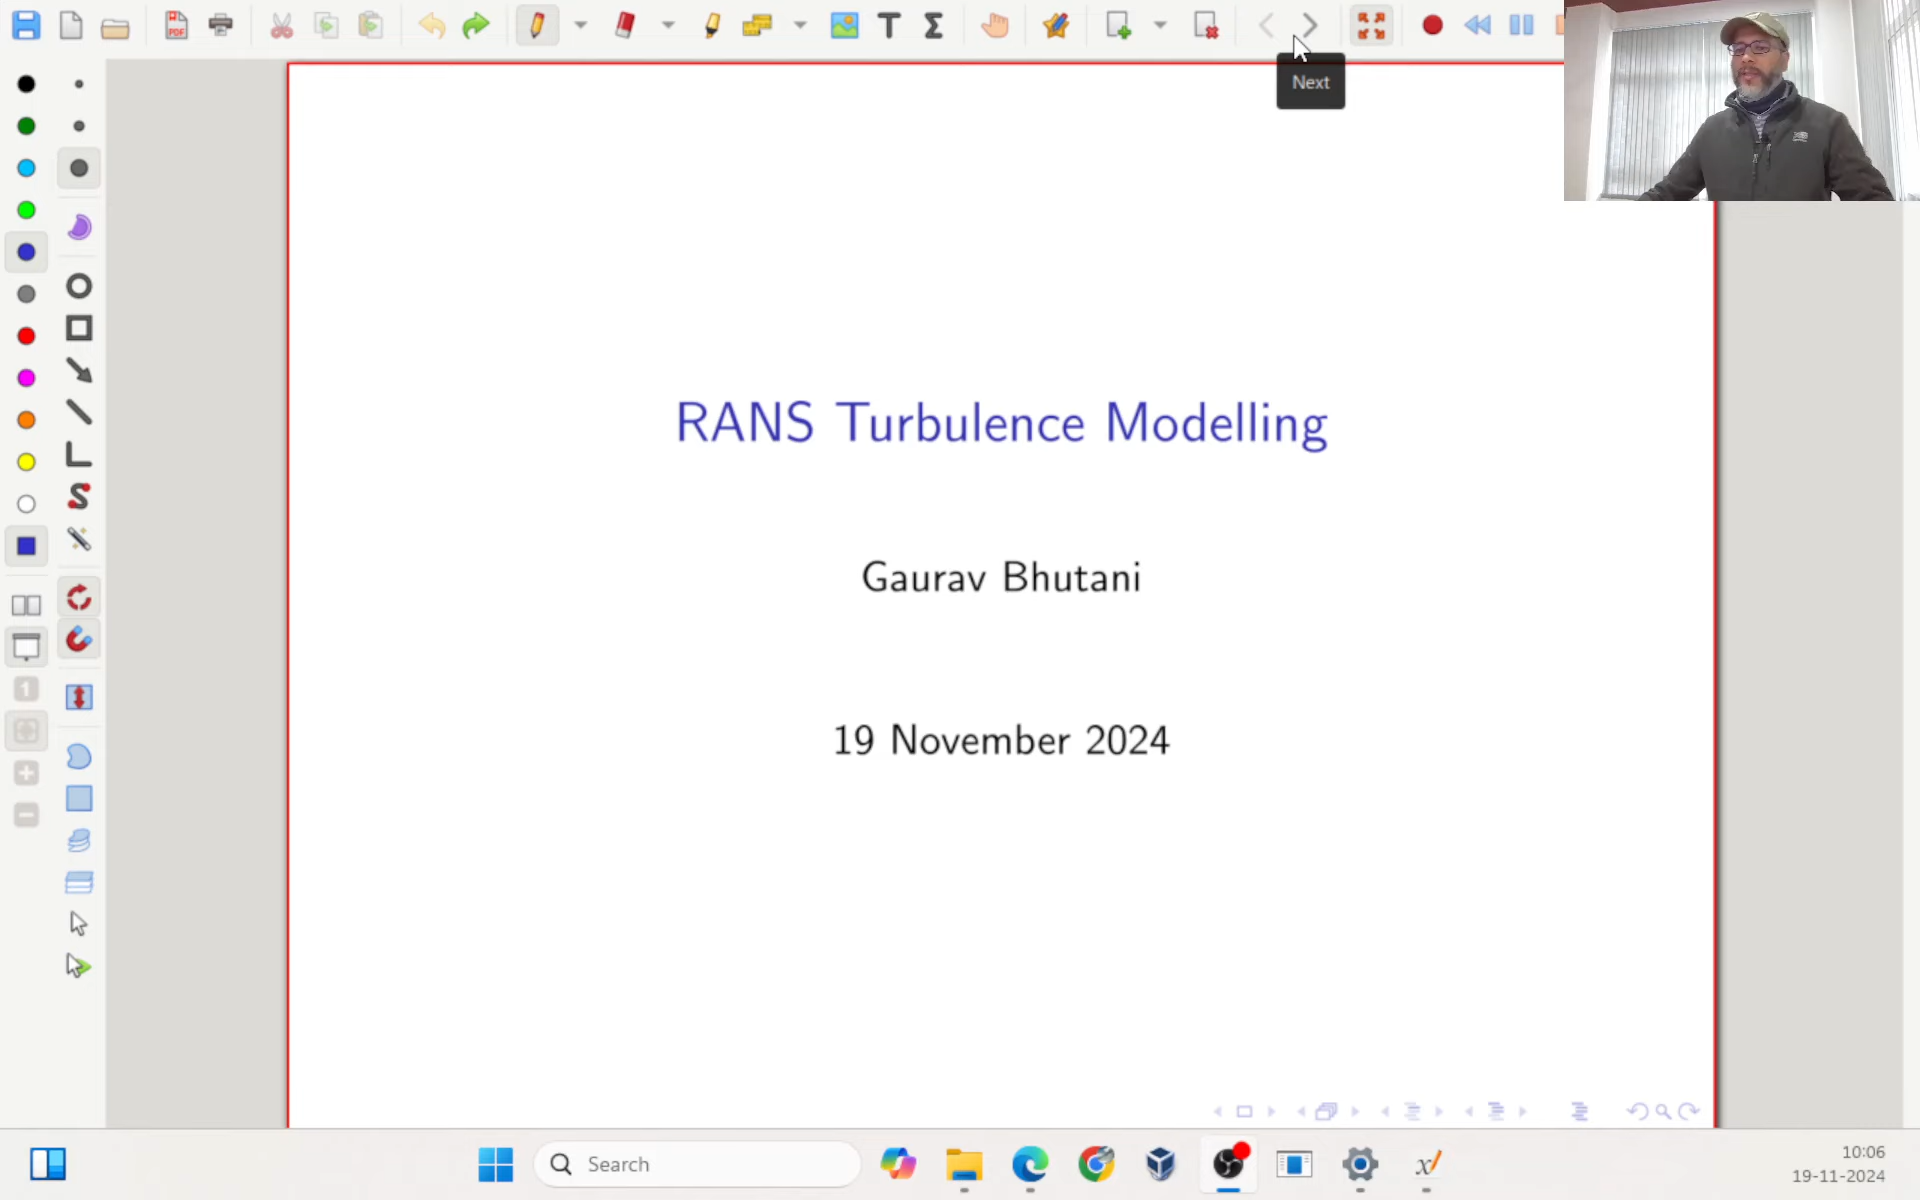 Next
RANS Turbulence Modelling
Gaurav Bhutani
19 November 2024
Search
10:06
19-11-2024